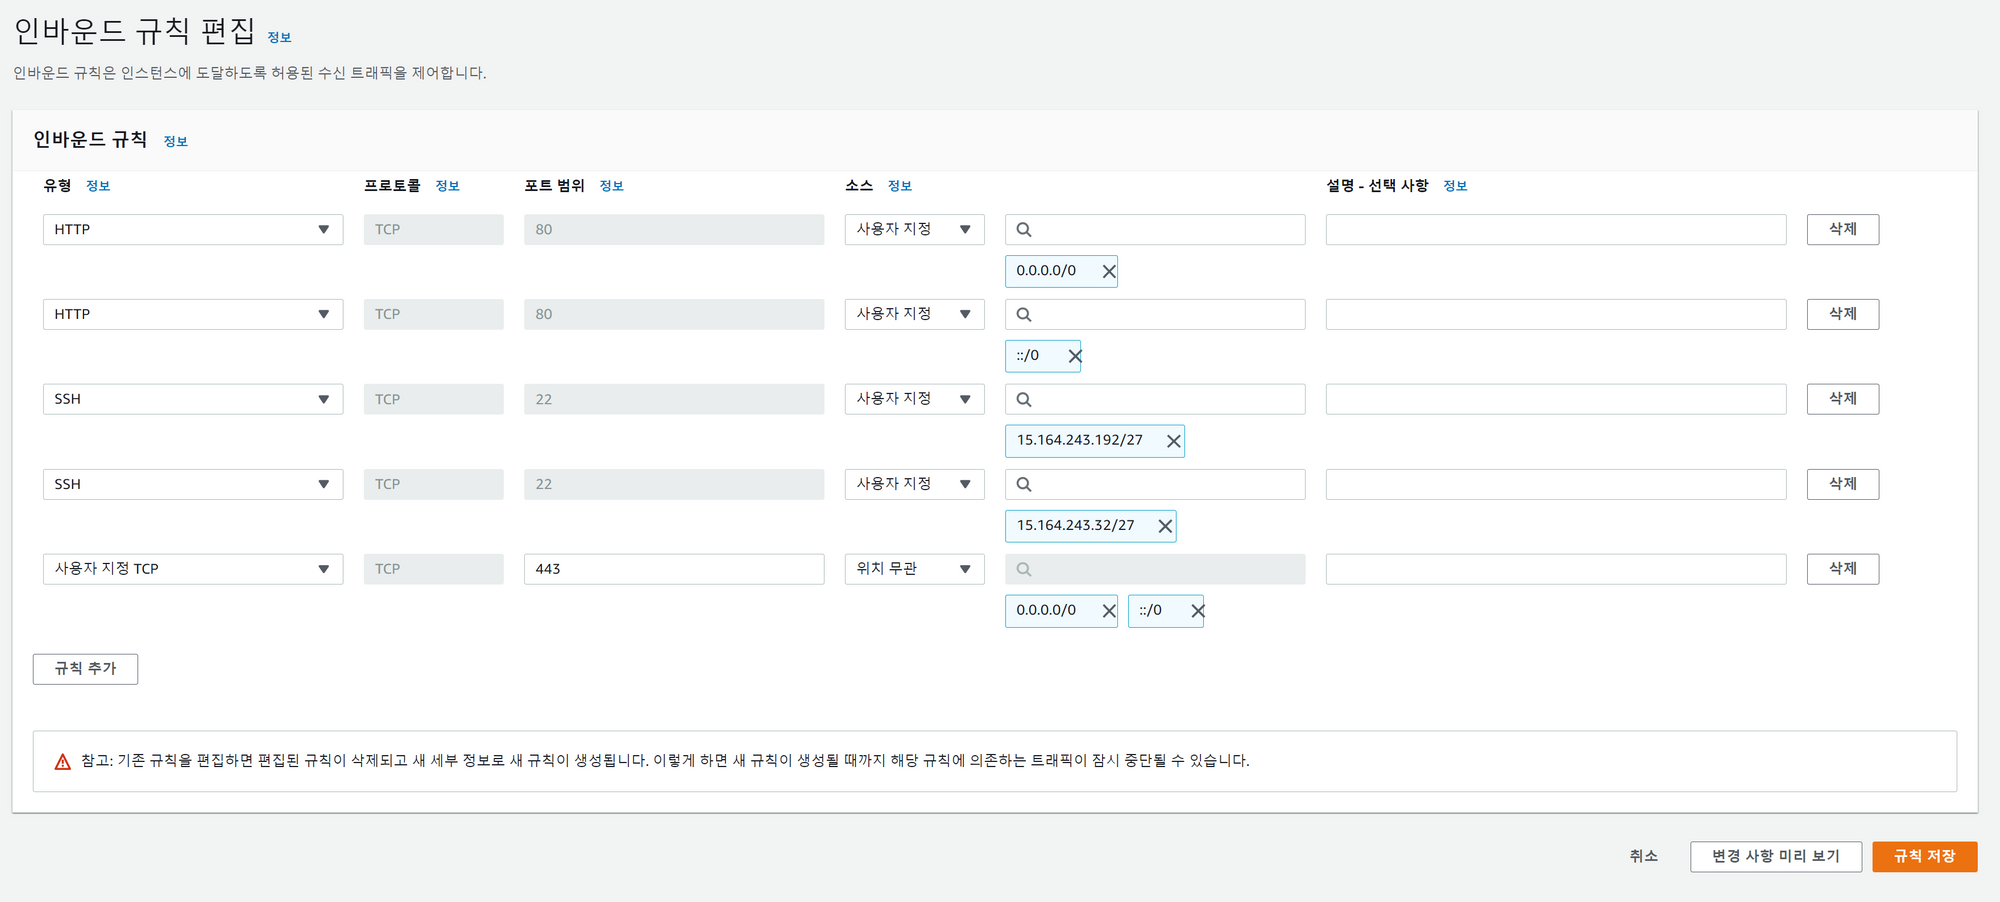 인바운드 규칙 편집 정보
인바운드 규칙은 인스턴스에 도달하도록 허용된 수신 트래픽을 제어합니다.
인바운드 규칙 정보
유형 정보 프로토콜 정보 포트 범위 정보 소스 정보 설명 - 선택 사항 정보
HTTP TCP 80 사용자 지정 삭제
0.0.0.0/0
HTTP TCP 80 사용자 지정 삭제
::/0
SSH TCP 22 사용자 지정 삭제
15.164.243.192/27
SSH TCP 22 사용자 지정 삭제
15.164.243.32/27
사용자 지정 TCP TCP 443 위치 무관 삭제
0.0.0.0/0 ::/0
규칙 추가
참고: 기존 규칙을 편집하면 편집된 규칙이 삭제되고 새 세부 정보로 새 규칙이 생성됩니다. 이렇게 하면 새 규칙이 생성될 때까지 해당 규칙에 의존하는 트래픽이 잠시 중단될 수 있습니다.
취소 변경 사항 미리 보기 규칙 저장